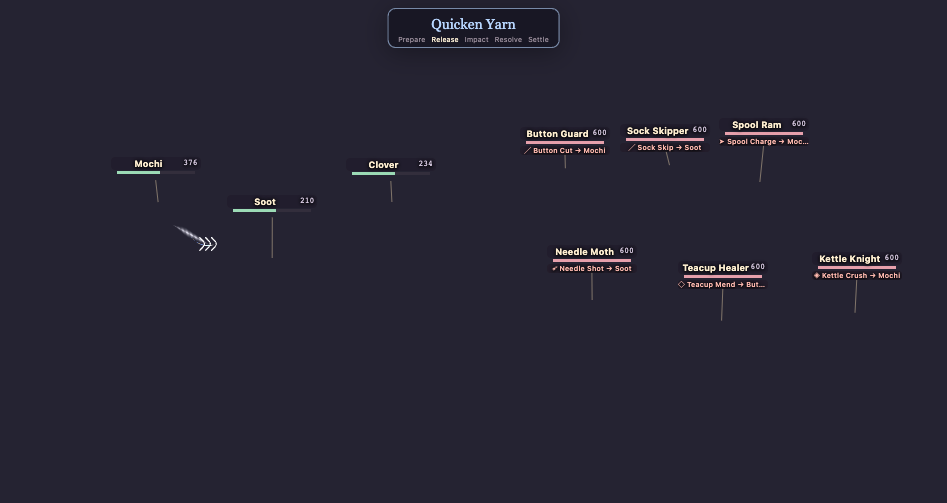 Quicken Yarn
Prepare Release Impact Resolve Settle
Spool Ram 600
Spool Charge → Moc...
Button Guard 600
Button Cut → Mochi
Sock Skipper 600
Sock Skip → Soot
Mochi 376
Clover 234
Soot 210
Needle Moth 600
Needle Shot → Soot
Teacup Healer 600
Teacup Mend → But...
Kettle Knight 600
Kettle Crush → Mochi